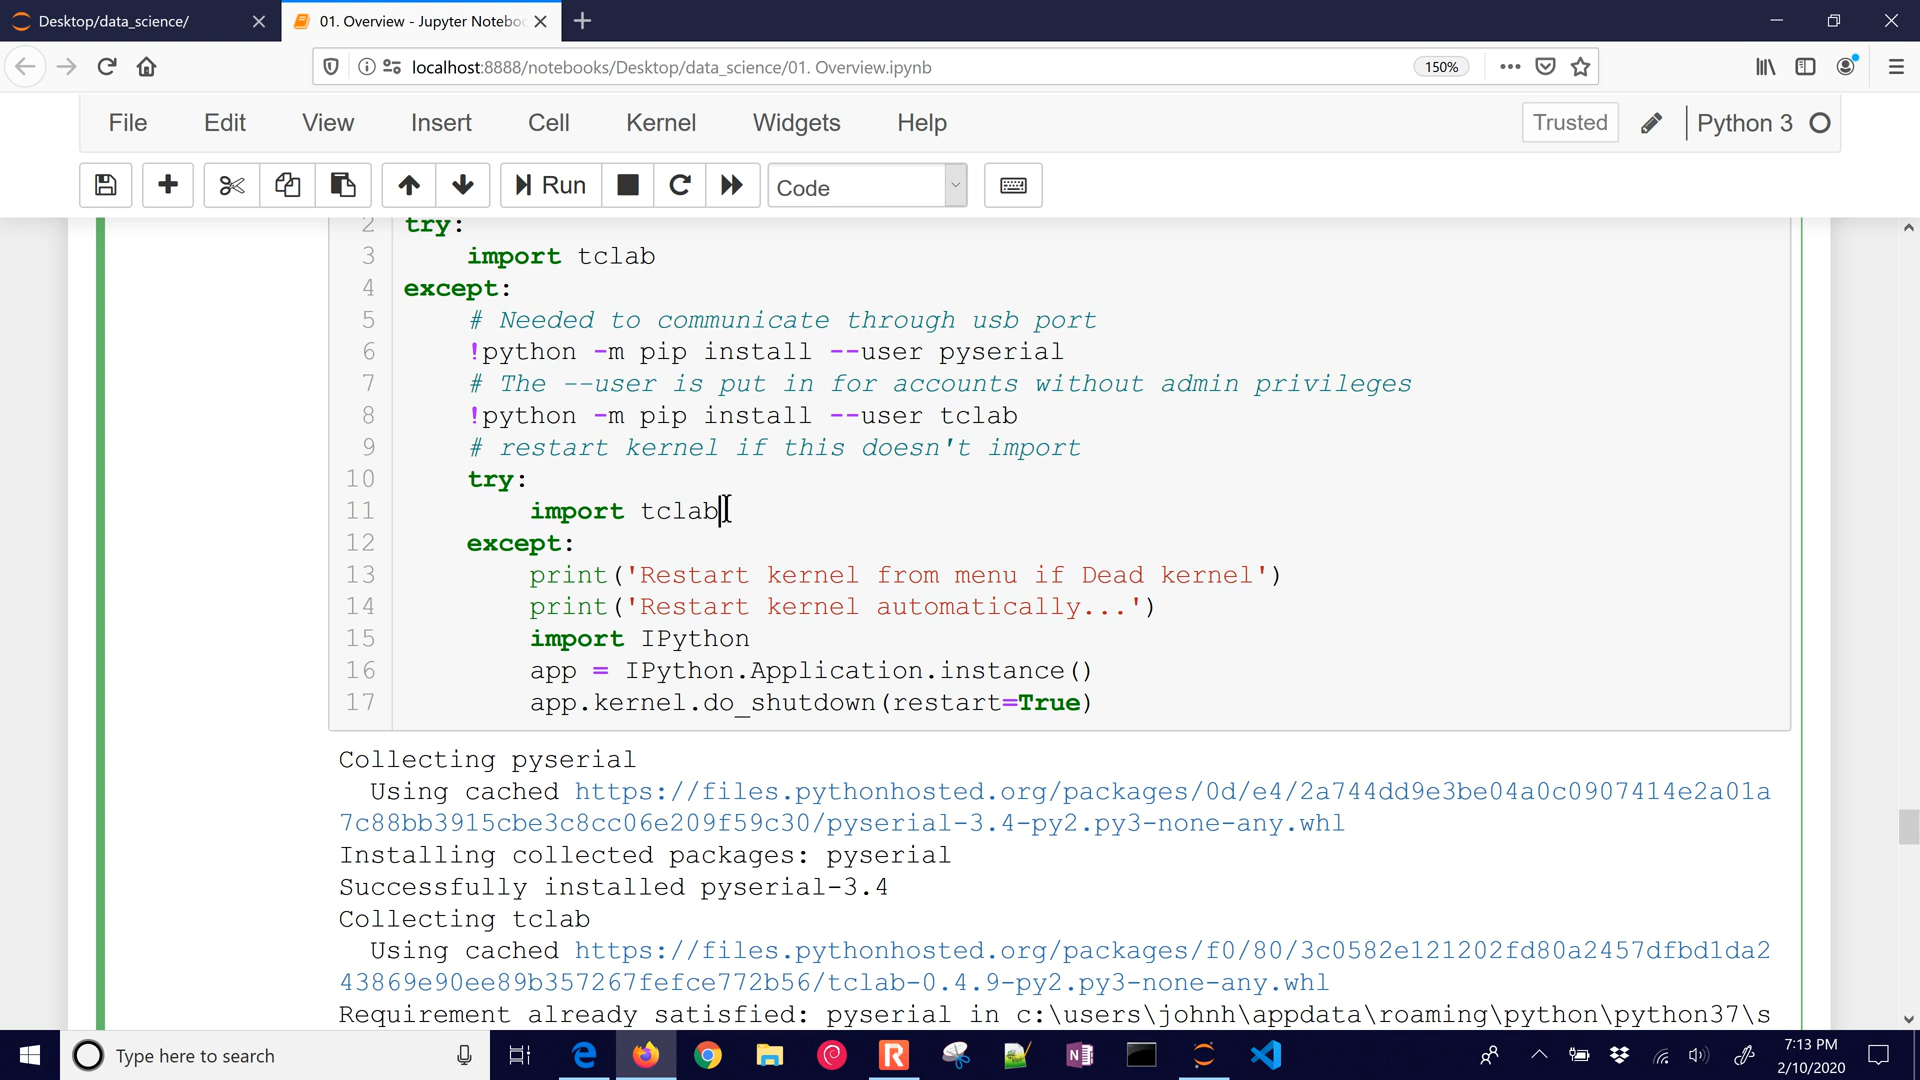 Desktop/data_science/
01. Overview - Jupyter Notebo
localhost:8888/notebooks/Desktop/data_science/01. Overview.ipynb
150%
File Edit View Insert Cell Kernel Widgets Help
Trusted
Python 3
Run
Code
2 try:
3 import tclab
4 except:
5 # Needed to communicate through usb port
6 !python -m pip install --user pyserial
7 # The --user is put in for accounts without admin privileges
8 !python -m pip install --user tclab
9 # restart kernel if this doesn't import
10 try:
11 import tclab
12 except:
13 print('Restart kernel from menu if Dead kernel')
14 print('Restart kernel automatically...')
15 import IPython
16 app = IPython.Application.instance()
17 app.kernel.do_shutdown(restart=True)
Collecting pyserial
Using cached https://files.pythonhosted.org/packages/0d/e4/2a744dd9e3be04a0c0907414e2a01a
7c88bb3915cbe3c8cc06e209f59c30/pyserial-3.4-py2.py3-none-any.whl
Installing collected packages: pyserial
Successfully installed pyserial-3.4
Collecting tclab
Using cached https://files.pythonhosted.org/packages/f0/80/3c0582e121202fd80a2457dfbd1da2
43869e90ee89b357267fefce772b56/tclab-0.4.9-py2.py3-none-any.whl
Requirement already satisfied: pyserial in c:\users\johnh\appdata\roaming\python\python37\s
Type here to search
7:13 PM
2/10/2020